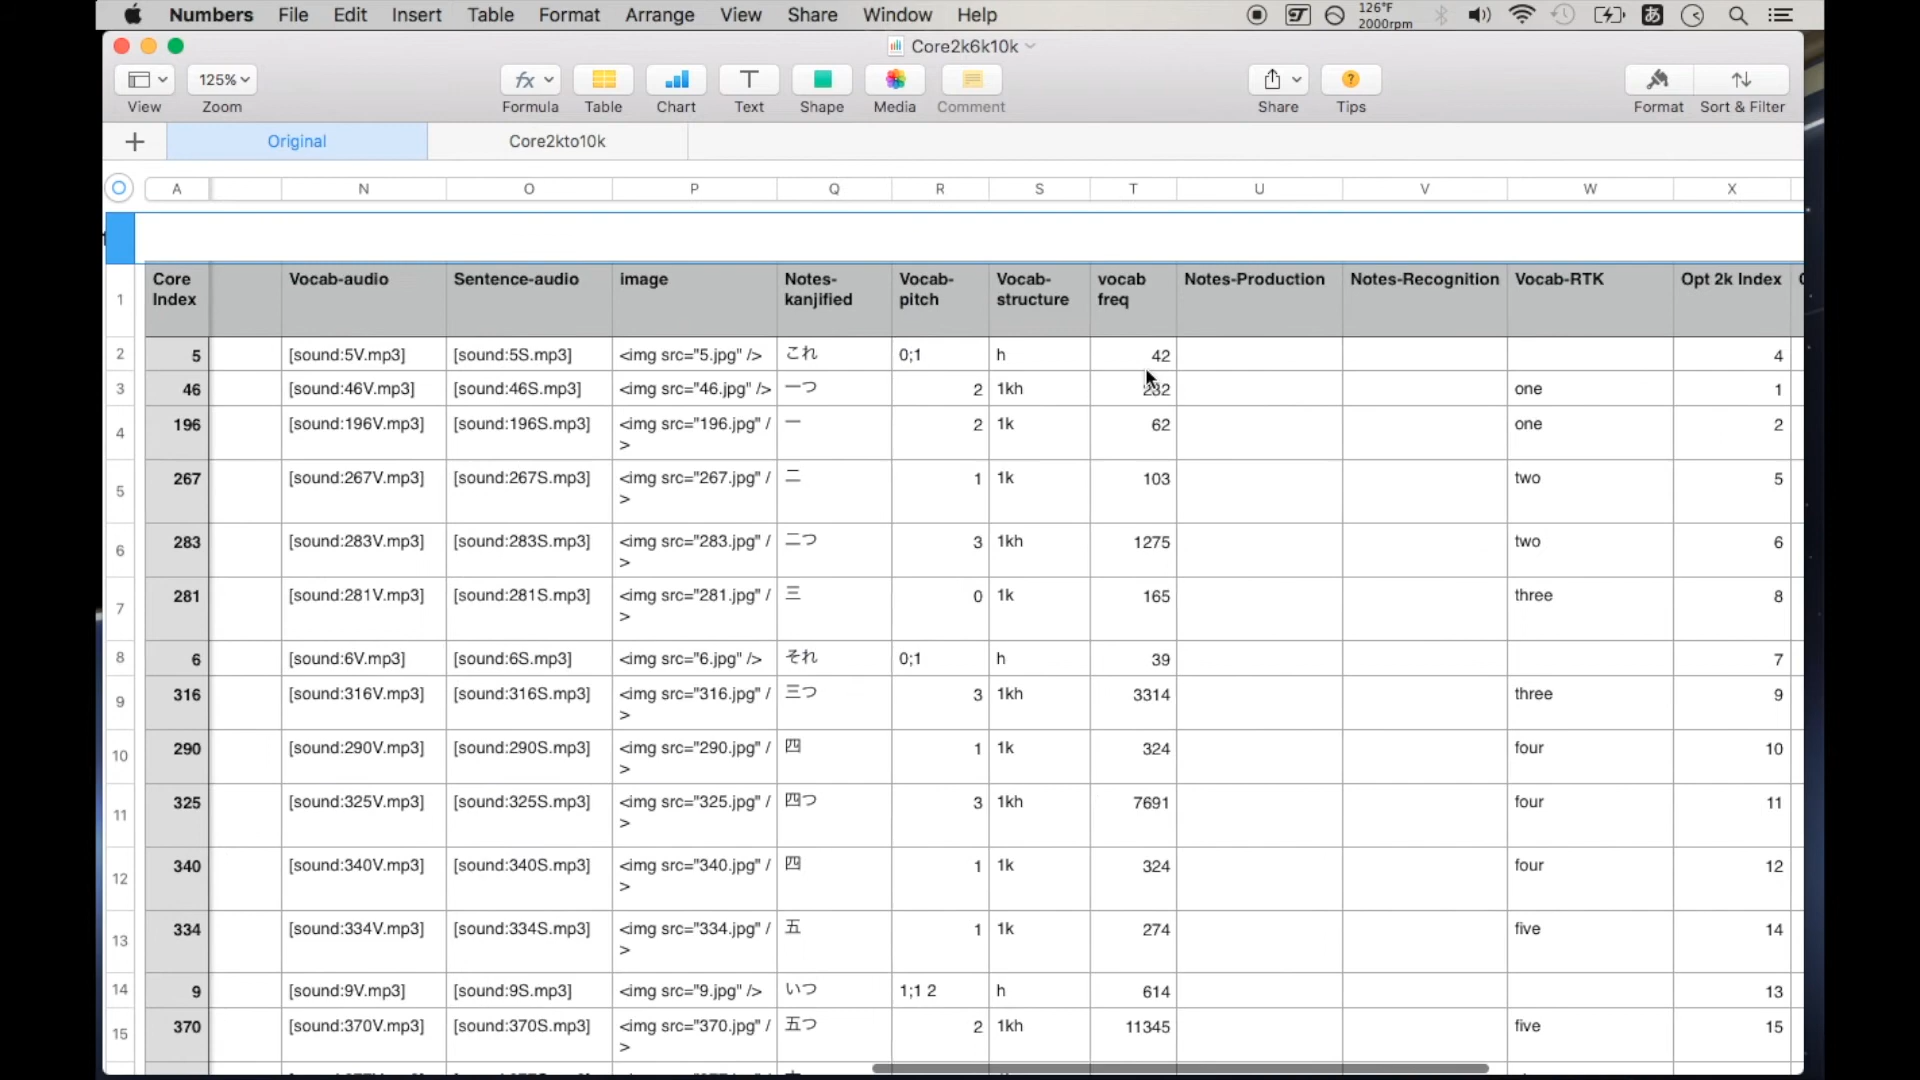 Numbers File Edit Insert Table Format Arrange View Share Window Help 126°F 2000rpm あ
Core2k6k10k
125%
View Zoom Formula Table Chart Text Shape Media Comment Share Tips Format Sort & Filter
Original Core2kto10k
A N O P Q R S T U V W X
1 Core Index Vocab-audio Sentence-audio image Notes-kanjified Vocab-pitch Vocab-structure vocab freq Notes-Production Notes-Recognition Vocab-RTK Opt 2k Index
2 5 [sound:5V.mp3] [sound:5S.mp3] <img src="5.jpg" /> これ 0;1 h 42 4
3 46 [sound:46V.mp3] [sound:46S.mp3] <img src="46.jpg" /> 一つ 2 1kh 232 one 1
4 196 [sound:196V.mp3] [sound:196S.mp3] <img src="196.jpg" /> 一 2 1k 62 one 2
5 267 [sound:267V.mp3] [sound:267S.mp3] <img src="267.jpg" /> 二 1 1k 103 two 5
6 283 [sound:283V.mp3] [sound:283S.mp3] <img src="283.jpg" /> 二つ 3 1kh 1275 two 6
7 281 [sound:281V.mp3] [sound:281S.mp3] <img src="281.jpg" /> 三 0 1k 165 three 8
8 6 [sound:6V.mp3] [sound:6S.mp3] <img src="6.jpg" /> それ 0;1 h 39 7
9 316 [sound:316V.mp3] [sound:316S.mp3] <img src="316.jpg" /> 三つ 3 1kh 3314 three 9
10 290 [sound:290V.mp3] [sound:290S.mp3] <img src="290.jpg" /> 四 1 1k 324 four 10
11 325 [sound:325V.mp3] [sound:325S.mp3] <img src="325.jpg" /> 四つ 3 1kh 7691 four 11
12 340 [sound:340V.mp3] [sound:340S.mp3] <img src="340.jpg" /> 四 1 1k 324 four 12
13 334 [sound:334V.mp3] [sound:334S.mp3] <img src="334.jpg" /> 五 1 1k 274 five 14
14 9 [sound:9V.mp3] [sound:9S.mp3] <img src="9.jpg" /> いつ 1;1 2 h 614 13
15 370 [sound:370V.mp3] [sound:370S.mp3] <img src="370.jpg" /> 五つ 2 1kh 11345 five 15